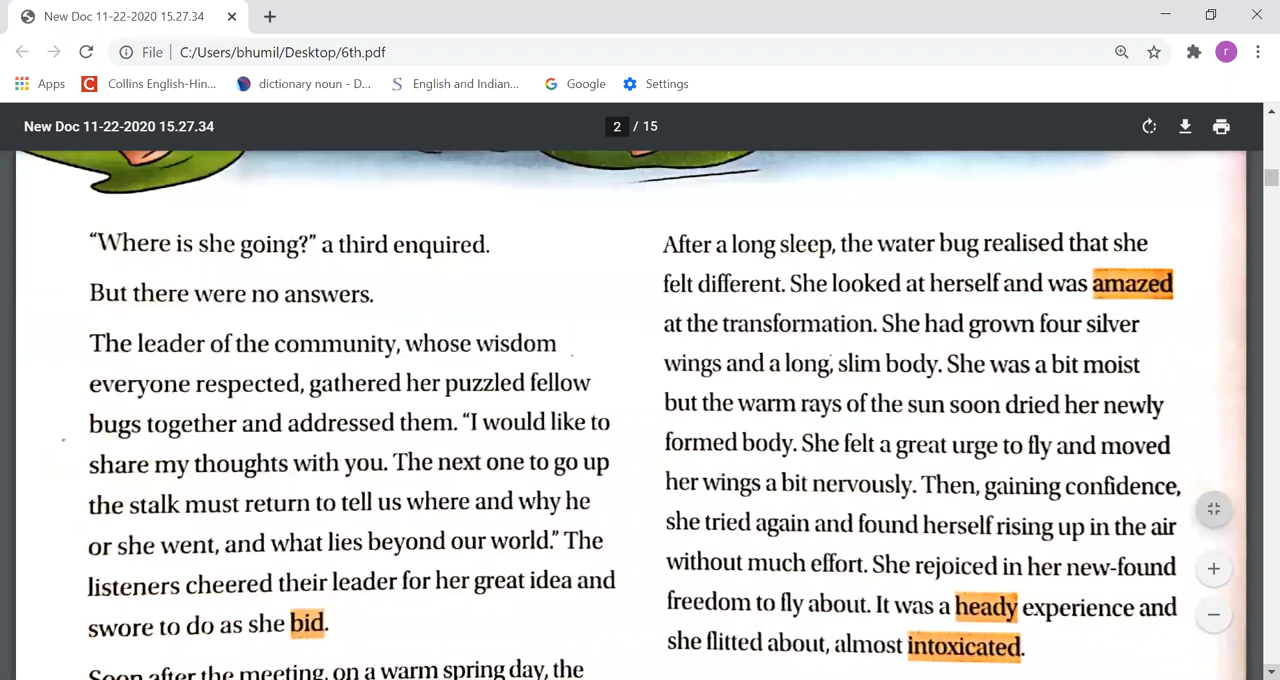 New Doc 11-22-2020 15.27.34
File
C:/Users/bhumil/Desktop/6th.pdf
r
Apps
Collins English-Hin...
dictionary noun - D...
English and Indian...
Google
Settings
New Doc 11-22-2020 15.27.34
2 / 15
“Where is she going?” a third enquired.
But there were no answers.
The leader of the community, whose wisdom
everyone respected, gathered her puzzled fellow
bugs together and addressed them. “I would like to
share my thoughts with you. The next one to go up
the stalk must return to tell us where and why he
or she went, and what lies beyond our world.” The
listeners cheered their leader for her great idea and
swore to do as she bid.
Soon after the meeting, on a warm spring day, the
After a long sleep, the water bug realised that she
felt different. She looked at herself and was amazed
at the transformation. She had grown four silver
wings and a long, slim body. She was a bit moist
but the warm rays of the sun soon dried her newly
formed body. She felt a great urge to fly and moved
her wings a bit nervously. Then, gaining confidence,
she tried again and found herself rising up in the air
without much effort. She rejoiced in her new-found
freedom to fly about. It was a heady experience and
she flitted about, almost intoxicated.